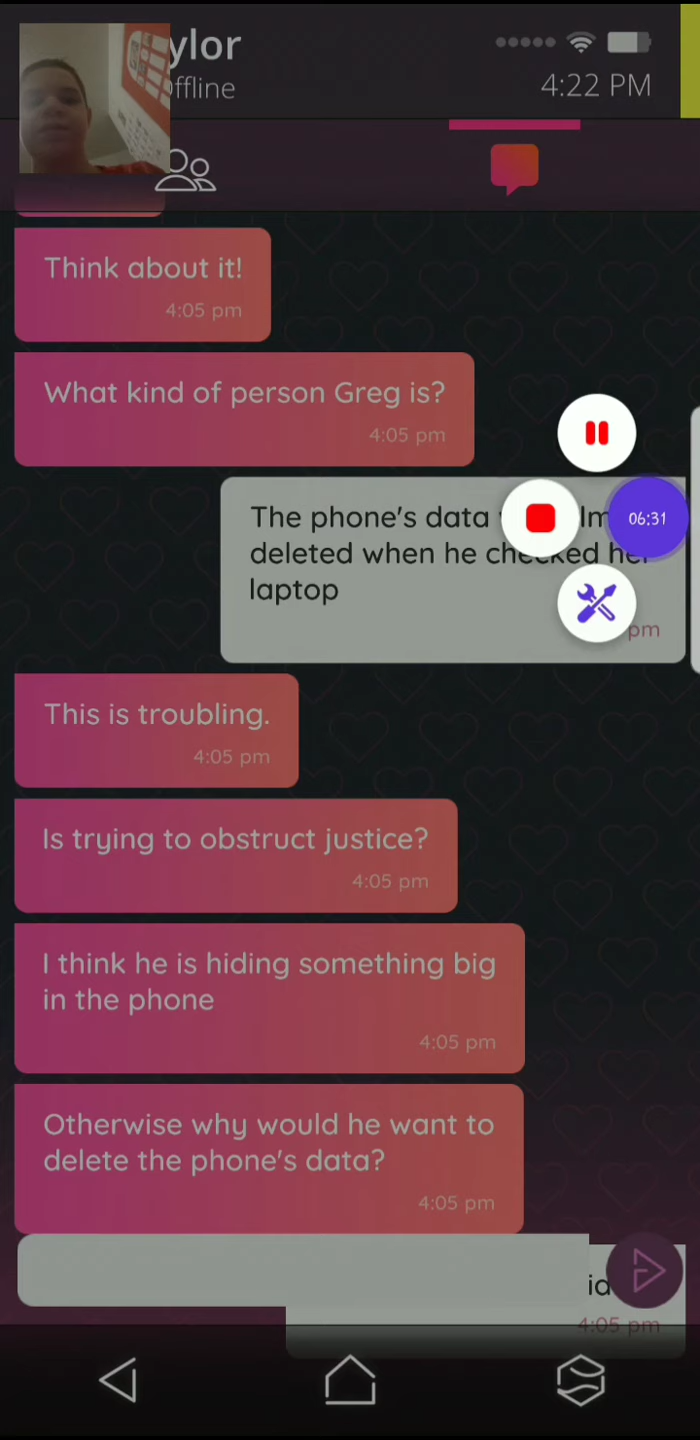 ylor
ffline
4:22 PM
Think about it!
4:05 pm
What kind of person Greg is?
4:05 pm
The phone's data
deleted when he checked her
laptop
pm
06:31
This is troubling.
4:05 pm
Is trying to obstruct justice?
4:05 pm
I think he is hiding something big
in the phone
4:05 pm
Otherwise why would he want to
delete the phone's data?
4:05 pm
4:05 pm